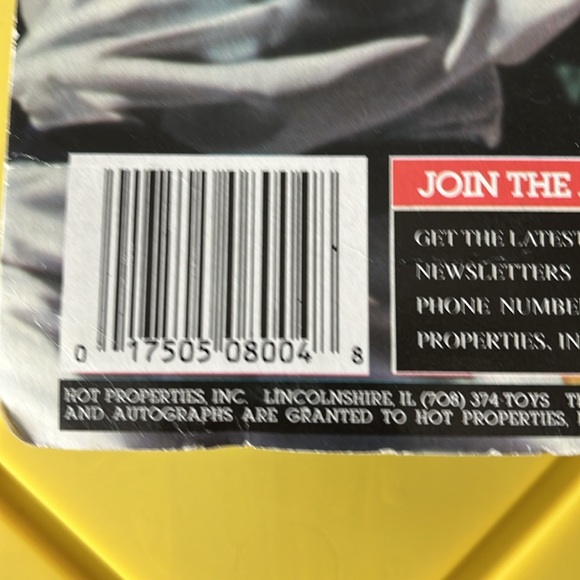 JOIN THE
GET THE LATEST
NEWSLETTERS
PHONE NUMBE
PROPERTIES, IN
0 17505 08004 8
HOT PROPERTIES, INC. LINCOLNSHIRE, IL (708) 374 TOYS
AND AUTOGRAPHS ARE GRANTED TO HOT PROPERTIES,